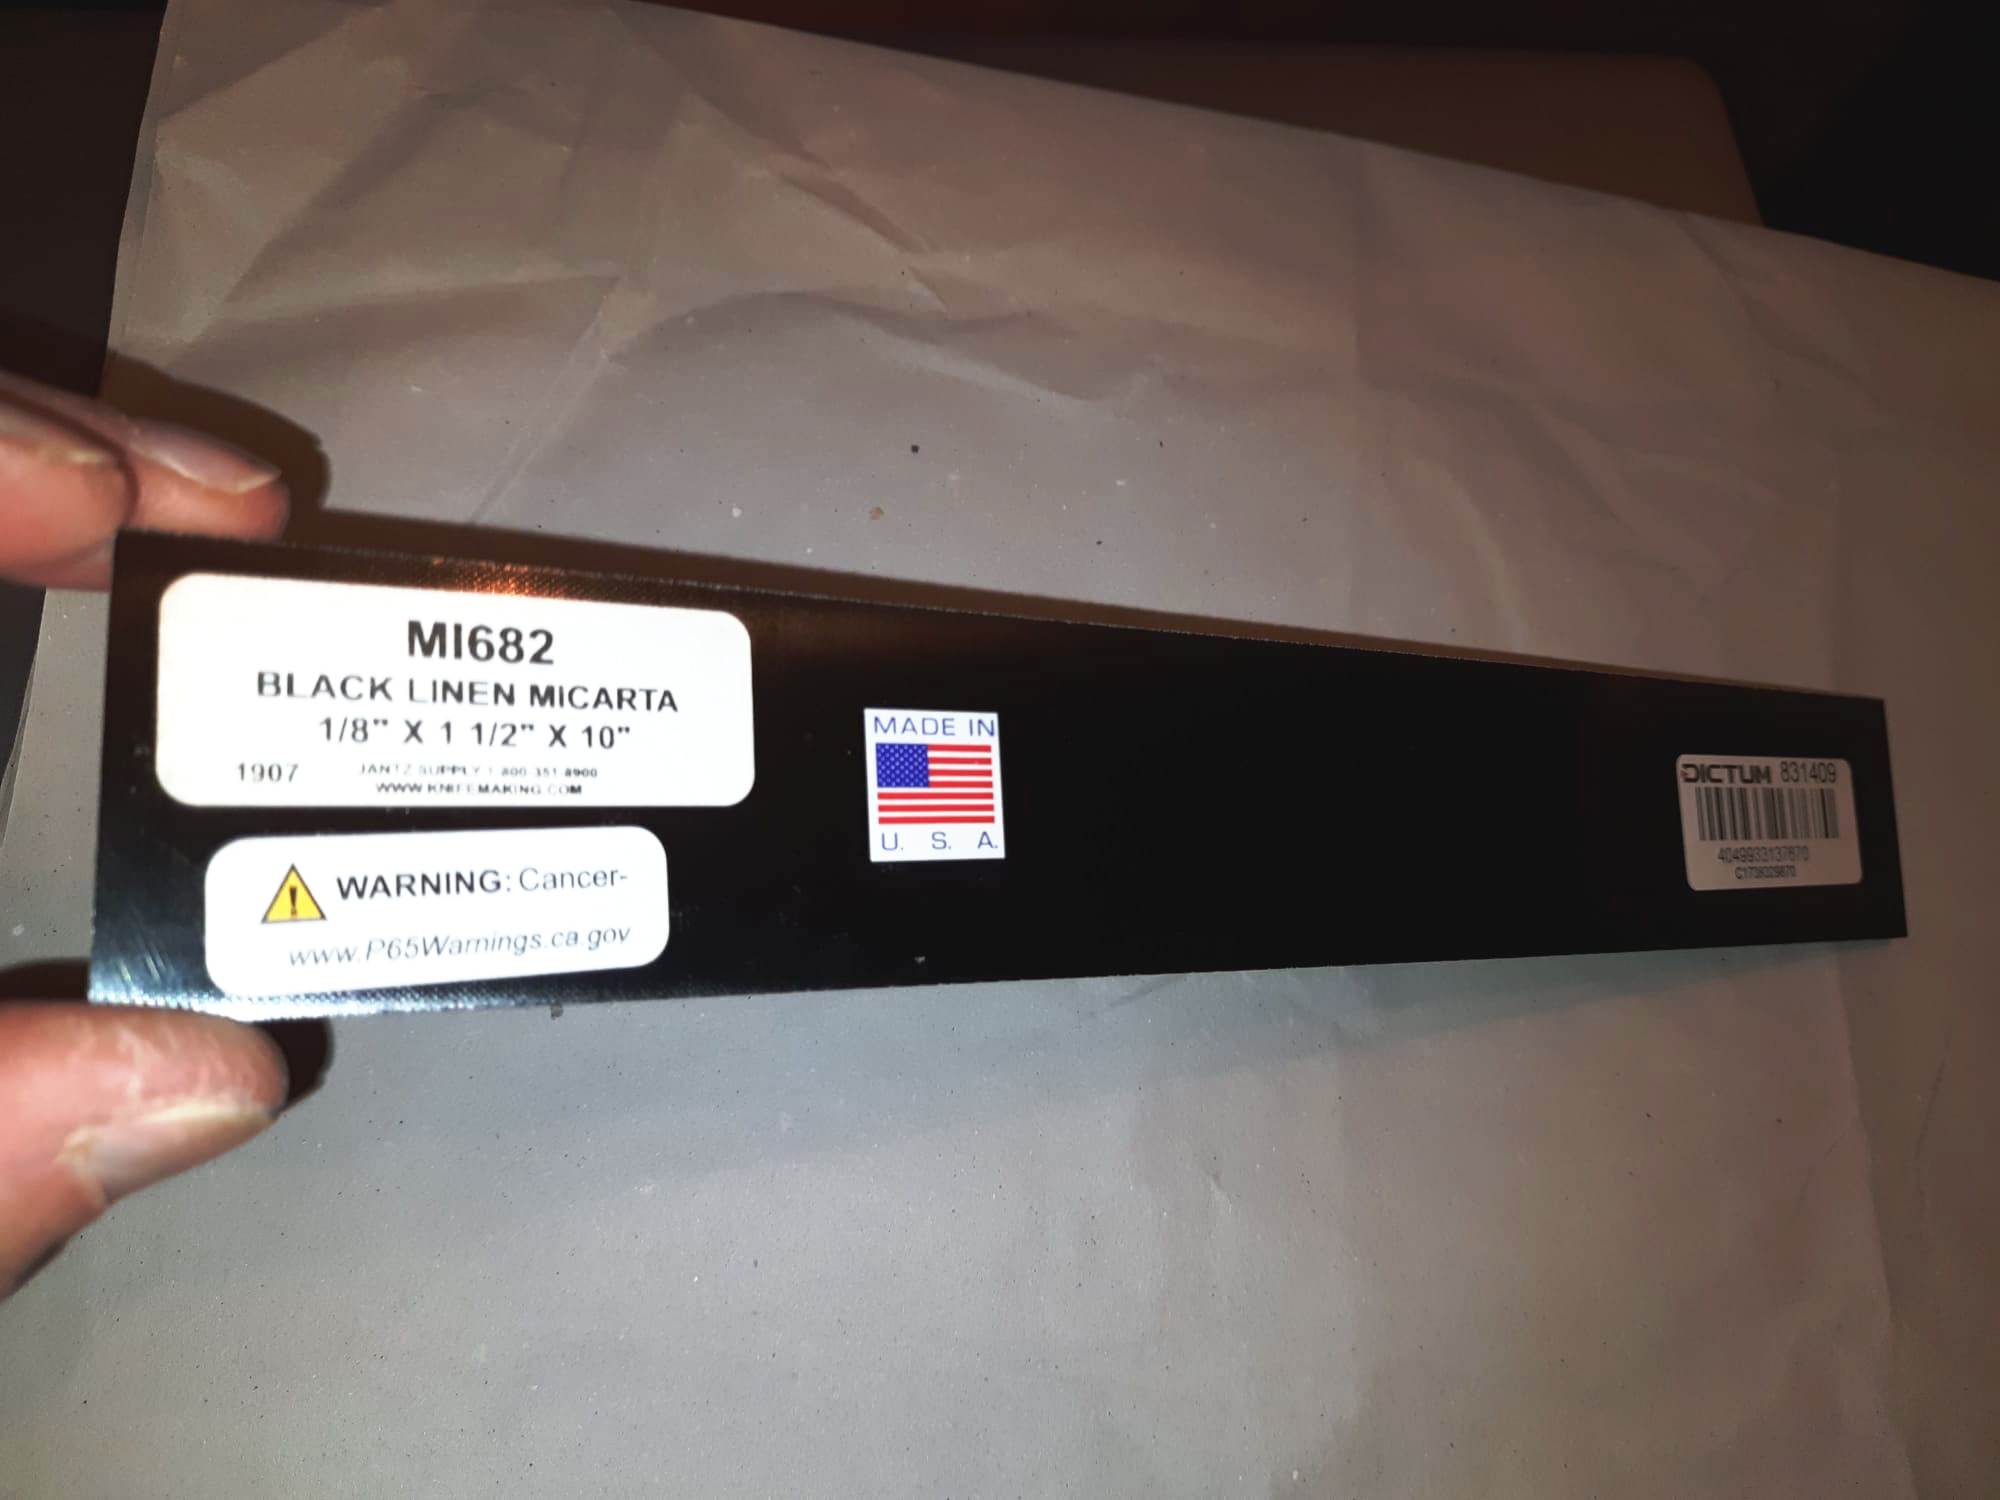 MI682
BLACK LINEN MICARTA
1/8" X 1 1/2" X 10"
1907 JANTZ SUPPLY 1-800-351-8900
WWW.KNIFEMAKING.COM
WARNING: Cancer-
www.P65Warnings.ca.gov
MADE IN
U. S. A.
DICTUM 831409
4049933137670